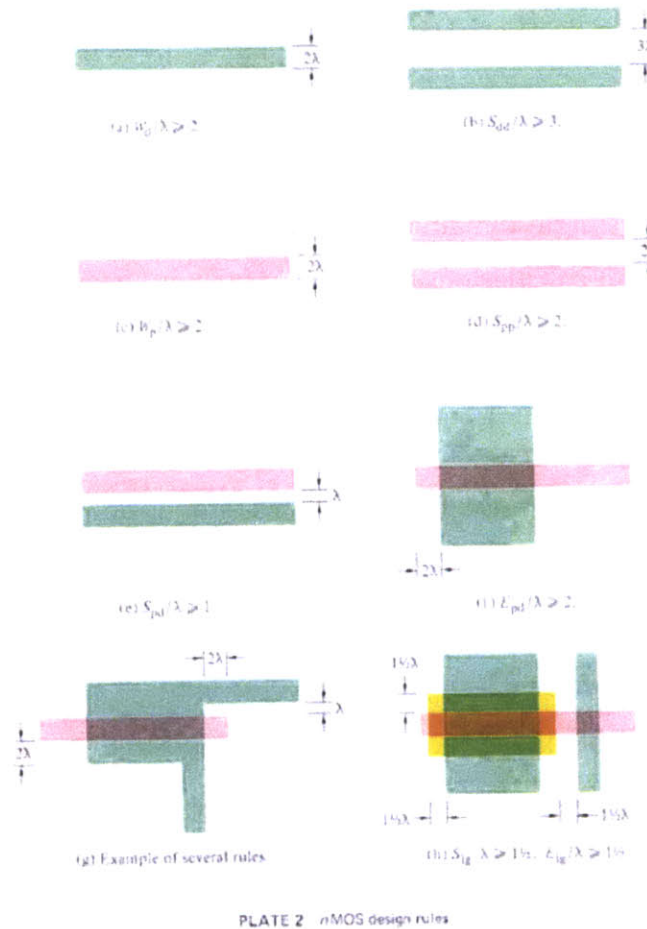 2λ
3λ
(a) W_d/λ ⩾ 2.
(b) S_dd/λ ⩾ 3.
2λ
2
(c) W_p/λ ⩾ 2
(d) S_pp/λ ⩾ 2.
λ
2λ
(e) S_pd/λ ⩾ 1
(f) E_pd/λ ⩾ 2.
2λ
1½λ
λ
2λ
1½λ
1½λ
(g) Example of several rules
(h) S_ig/λ ⩾ 1½, E_ig/λ ⩾ 1½
PLATE 2 nMOS design rules